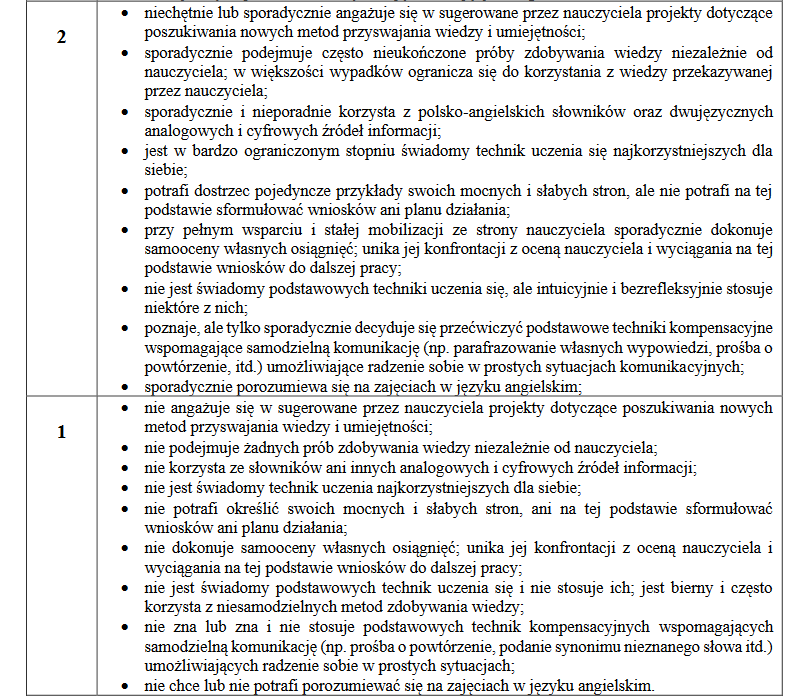 2
• niechętnie lub sporadycznie angażuje się w sugerowane przez nauczyciela projekty dotyczące
poszukiwania nowych metod przyswajania wiedzy i umiejętności;
• sporadycznie podejmuje często nieukończone próby zdobywania wiedzy niezależnie od
nauczyciela; w większości wypadków ogranicza się do korzystania z wiedzy przekazywanej
przez nauczyciela;
• sporadycznie i nieporadnie korzysta z polsko-angielskich słowników oraz dwujęzycznych
analogowych i cyfrowych źródeł informacji;
• jest w bardzo ograniczonym stopniu świadomy technik uczenia się najkorzystniejszych dla
siebie;
• potrafi dostrzec pojedyncze przykłady swoich mocnych i słabych stron, ale nie potrafi na tej
podstawie sformułować wniosków ani planu działania;
• przy pełnym wsparciu i stałej mobilizacji ze strony nauczyciela sporadycznie dokonuje
samooceny własnych osiągnięć; unika jej konfrontacji z oceną nauczyciela i wyciągania na tej
podstawie wniosków do dalszej pracy;
• nie jest świadomy podstawowych techniki uczenia się, ale intuicyjnie i bezrefleksyjnie stosuje
niektóre z nich;
• poznaje, ale tylko sporadycznie decyduje się przećwiczyć podstawowe techniki kompensacyjne
wspomagające samodzielną komunikację (np. parafrazowanie własnych wypowiedzi, prośba o
powtórzenie, itd.) umożliwiające radzenie sobie w prostych sytuacjach komunikacyjnych;
• sporadycznie porozumiewa się na zajęciach w języku angielskim;
1
• nie angażuje się w sugerowane przez nauczyciela projekty dotyczące poszukiwania nowych
metod przyswajania wiedzy i umiejętności;
• nie podejmuje żadnych prób zdobywania wiedzy niezależnie od nauczyciela;
• nie korzysta ze słowników ani innych analogowych i cyfrowych źródeł informacji;
• nie jest świadomy technik uczenia najkorzystniejszych dla siebie;
• nie potrafi określić swoich mocnych i słabych stron, ani na tej podstawie sformułować
wniosków ani planu działania;
• nie dokonuje samooceny własnych osiągnięć; unika jej konfrontacji z oceną nauczyciela i
wyciągania na tej podstawie wniosków do dalszej pracy;
• nie jest świadomy podstawowych technik uczenia się i nie stosuje ich; jest bierny i często
korzysta z niesamodzielnych metod zdobywania wiedzy;
• nie zna lub zna i nie stosuje podstawowych technik kompensacyjnych wspomagających
samodzielną komunikację (np. prośba o powtórzenie, podanie synonimu nieznanego słowa itd.)
umożliwiających radzenie sobie w prostych sytuacjach;
• nie chce lub nie potrafi porozumiewać się na zajęciach w języku angielskim.